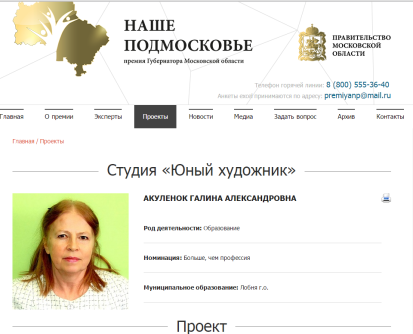 НАШЕ
ПОДМОСКОВЬЕ
премия Губернатора Московской области
ПРАВИТЕЛЬСТВО
МОСКОВСКОЙ
ОБЛАСТИ
Телефон горячей линии: 8 (800) 555-36-40
Анкеты еже принимаются по адресу: premiyanp@mail.ru
Главная О премии Эксперты Проекты Новости Медиа Задать вопрос Архив Контакты
Главная / Проекты
Студия «Юный художник»
АКУЛЕНОК ГАЛИНА АЛЕКСАНДРОВНА
Род деятельности: Образование
Номинация: Больше, чем профессия
Муниципальное образование: Лобня г.о.
Проект